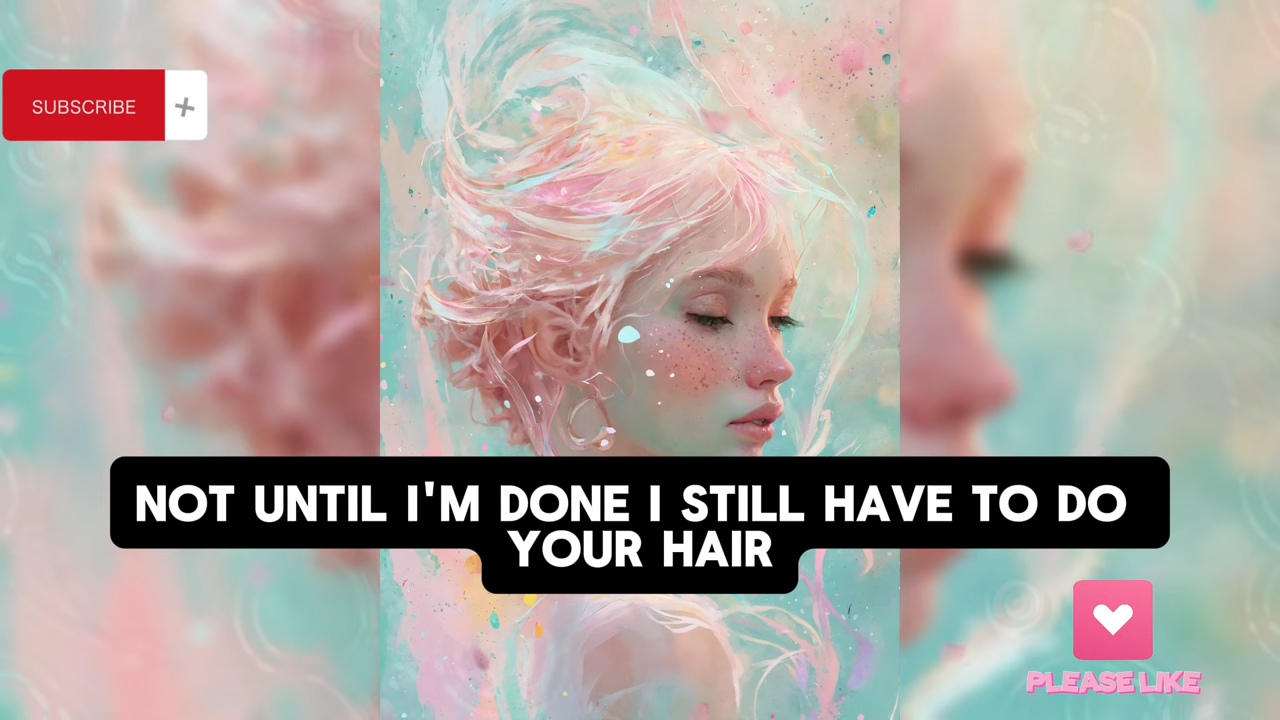 SUBSCRIBE
NOT UNTIL I'M DONE I STILL HAVE TO DO
YOUR HAIR
PLEASE LIKE